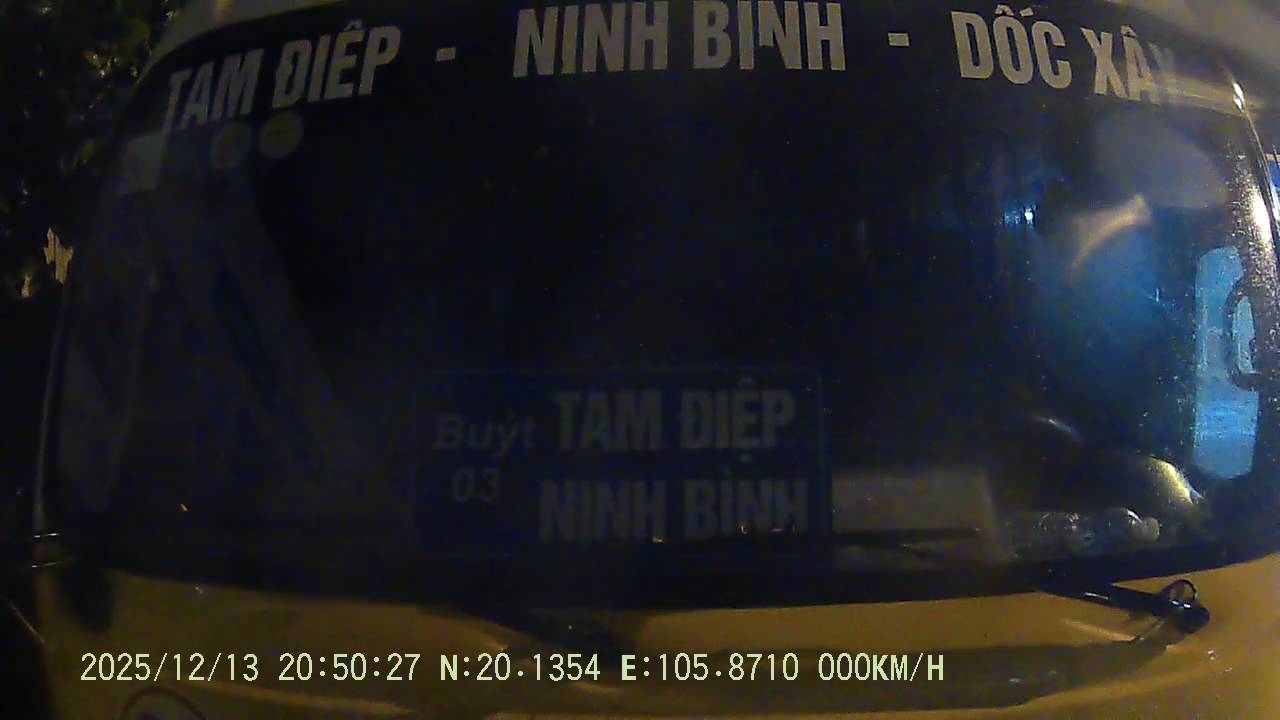 TAM ĐIỆP - NINH BÌNH - DỐC XÂY
Buýt 03
TAM ĐIỆP
NINH BÌNH
2025/12/13 20:50:27 N:20.1354 E:105.8710 000KM/H